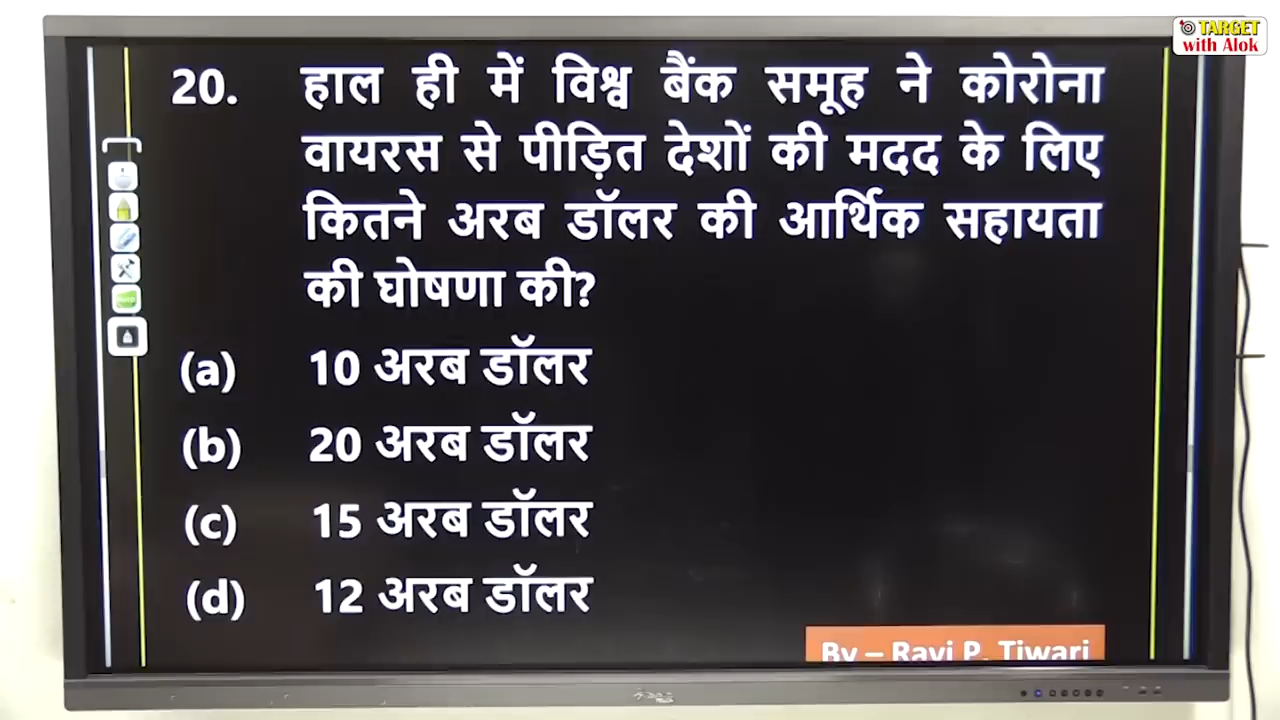 TARGET
with Alok
20. हाल ही में विश्व बैंक समूह ने कोरोना
वायरस से पीड़ित देशों की मदद के लिए
कितने अरब डॉलर की आर्थिक सहायता
की घोषणा की?
(a) 10 अरब डॉलर
(b) 20 अरब डॉलर
(c) 15 अरब डॉलर
(d) 12 अरब डॉलर
By – Ravi P. Tiwari